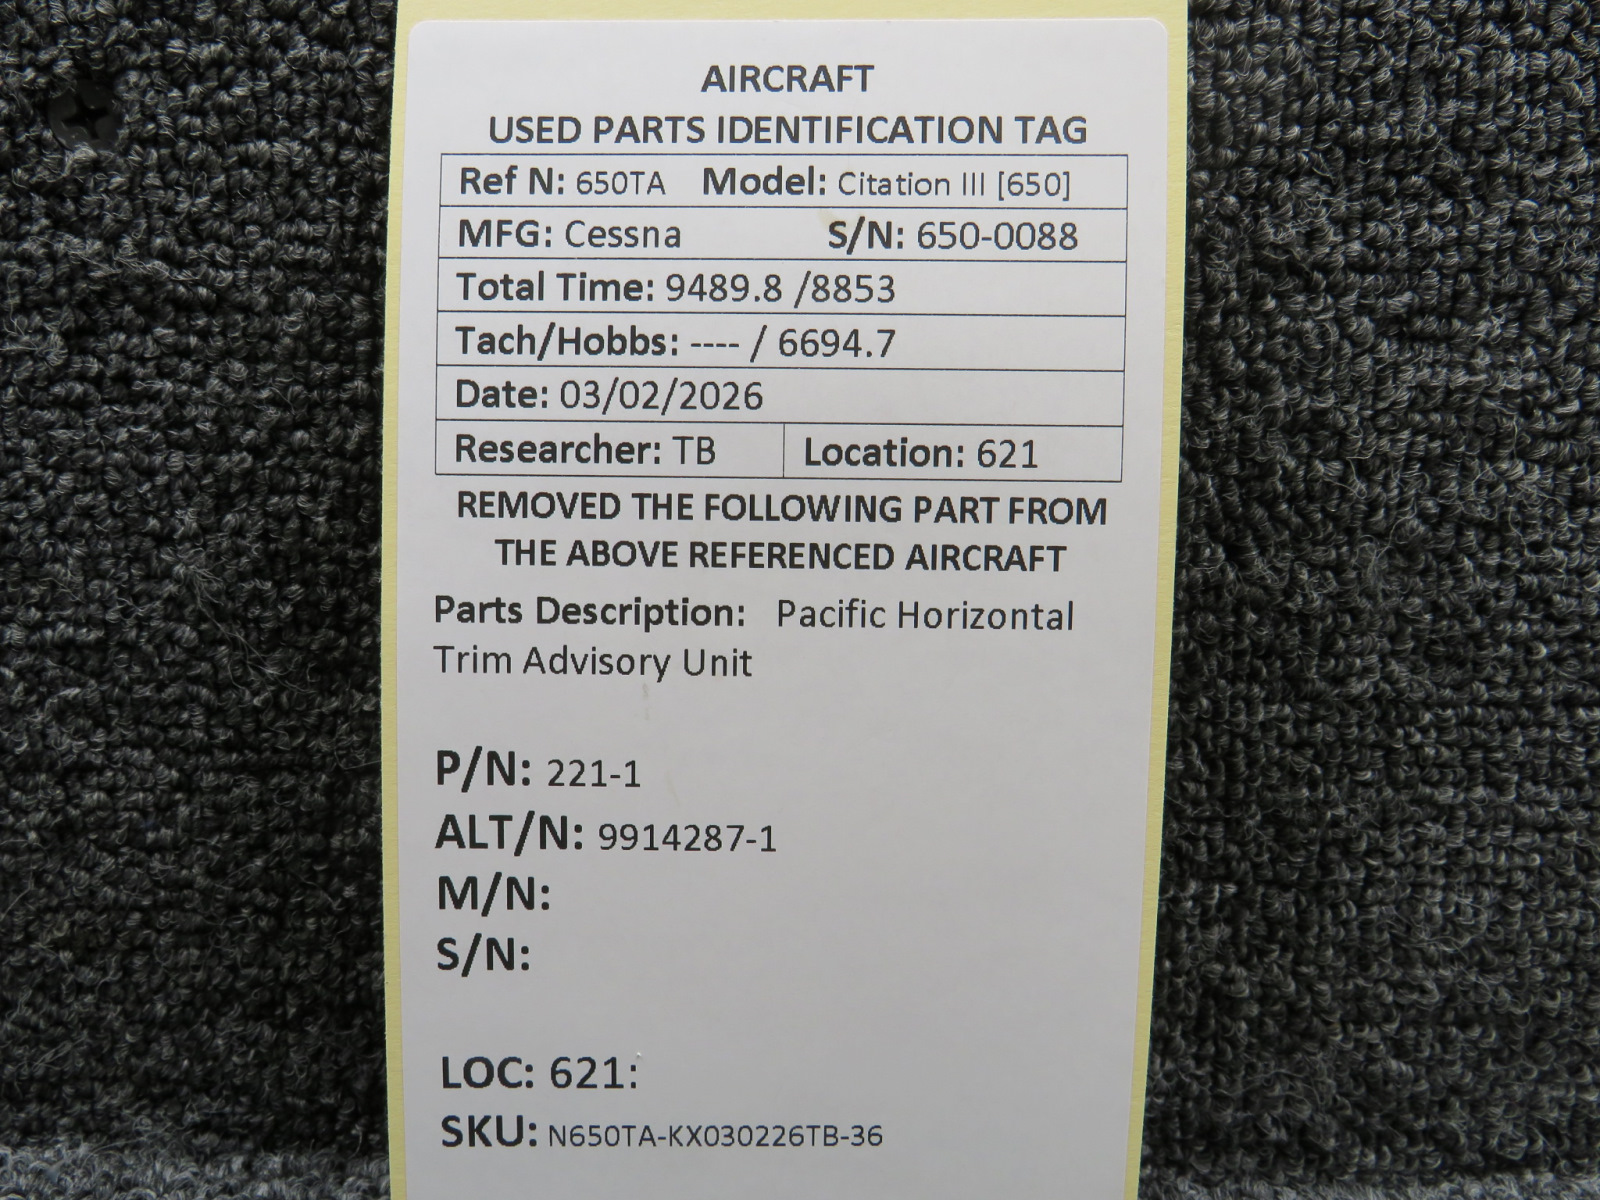 AIRCRAFT
USED PARTS IDENTIFICATION TAG
Ref N: 650TA Model: Citation III [650]
MFG: Cessna S/N: 650-0088
Total Time: 9489.8 /8853
Tach/Hobbs: ---- / 6694.7
Date: 03/02/2026
Researcher: TB Location: 621
REMOVED THE FOLLOWING PART FROM
THE ABOVE REFERENCED AIRCRAFT
Parts Description: Pacific Horizontal
Trim Advisory Unit
P/N: 221-1
ALT/N: 9914287-1
M/N:
S/N:
LOC: 621:
SKU: N650TA-KX030226TB-36